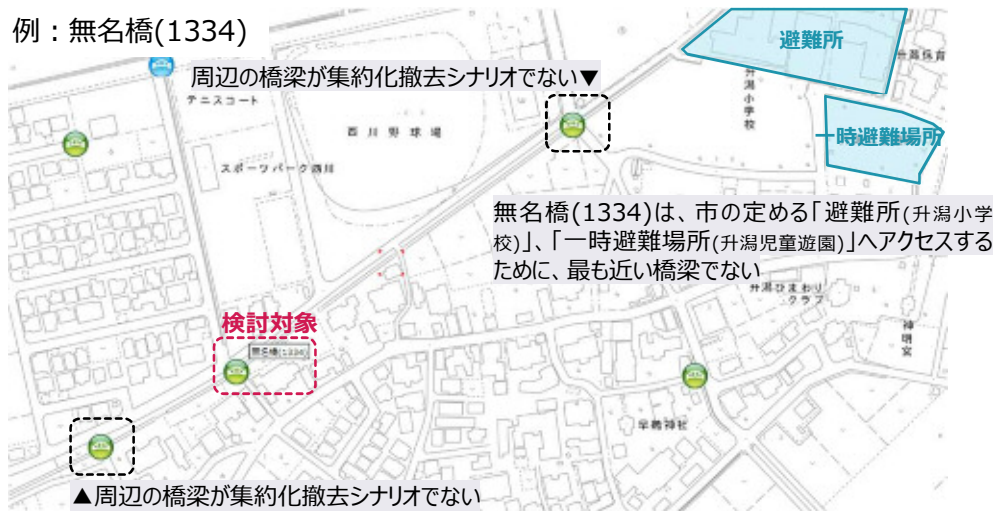 例：無名橋(1334)
避難所
升潟保育
周辺の橋梁が集約化撤去シナリオでない▼
テニスコート
升潟小学校
西川野球場
一時避難場所
スポーツパーク西川
無名橋(1334)は、市の定める「避難所(升潟小学
校)」、「一時避難場所(升潟児童遊園)」へアクセスする
ために、最も近い橋梁でない
升潟ひまわり
クラブ
検討対象
神明宮
無名橋(1334)
▲周辺の橋梁が集約化撤去シナリオでない